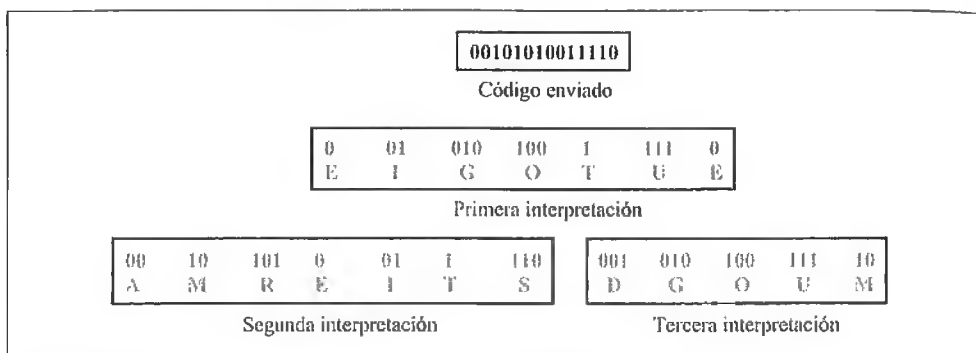 00101010011110
Código enviado
0 01 010 100 1 111 0
E I G O T U E
Primera interpretación
00 10 101 0 01 1 110
A M R E I T S
Segunda interpretación
001 010 100 111 10
D G O U M
Tercera interpretación